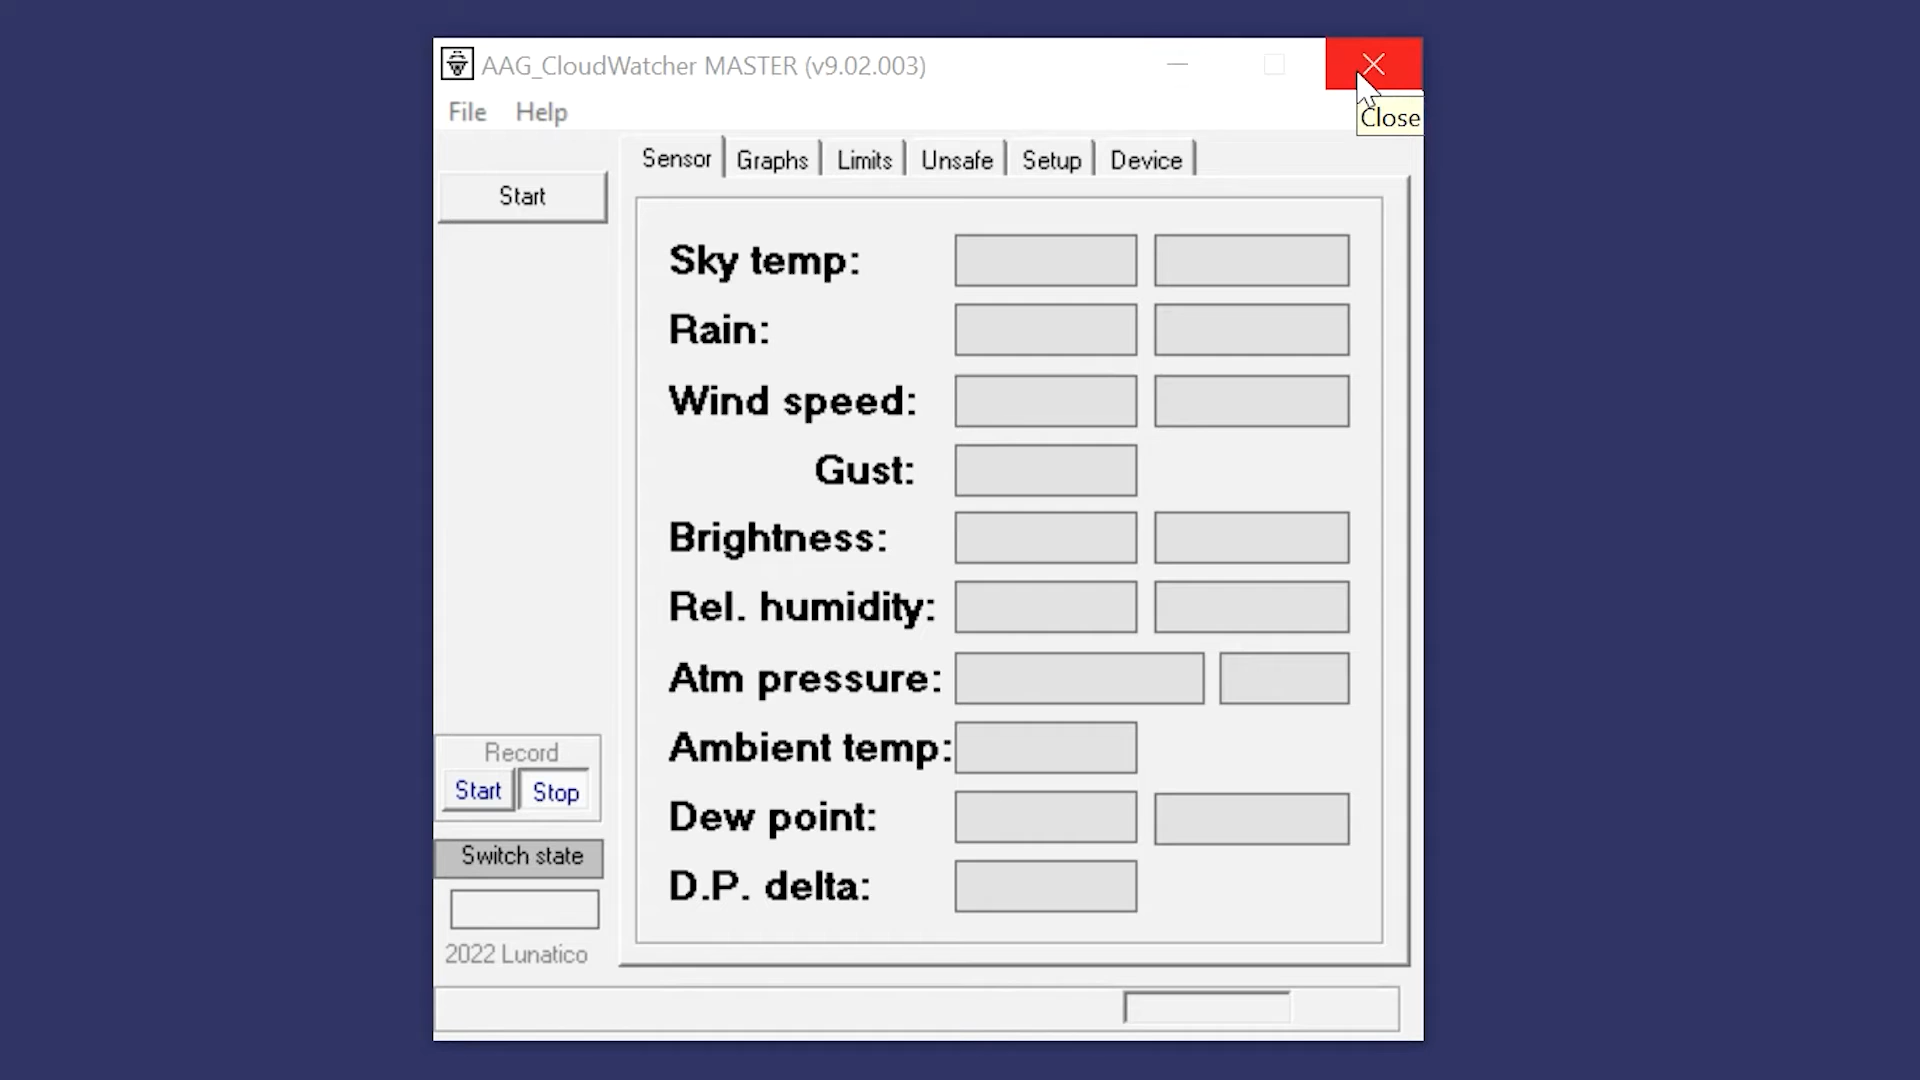 AAG_CloudWatcher MASTER (v9.02.003)
Close
File Help
Sensor Graphs Limits Unsafe Setup Device
Start
Sky temp:
Rain:
Wind speed:
Gust:
Brightness:
Rel. humidity:
Atm pressure:
Ambient temp:
Dew point:
D.P. delta:
Record
Start Stop
Switch state
2022 Lunatico